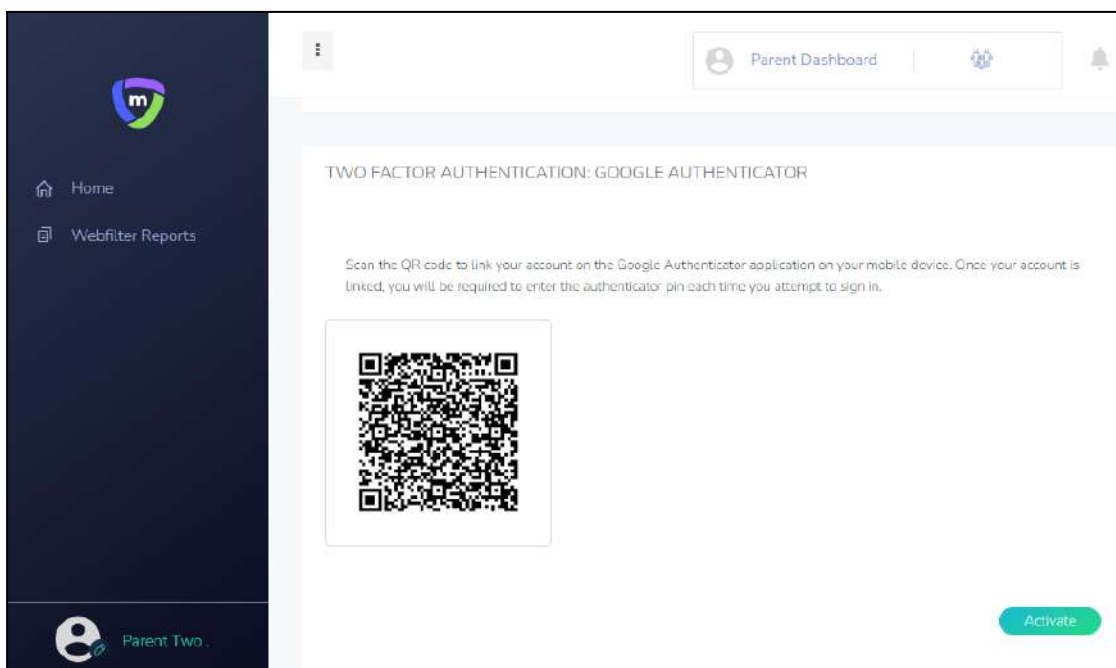 m
Parent Dashboard
Home
Webfilter Reports
TWO FACTOR AUTHENTICATION: GOOGLE AUTHENTICATOR
Scan the QR code to link your account on the Google Authenticator application on your mobile device. Once your account is
linked, you will be required to enter the authenticator pin each time you attempt to sign in.
Activate
Parent Two .